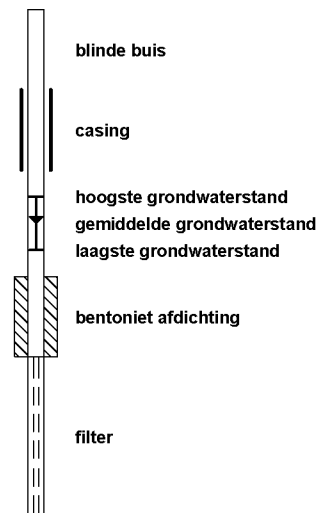 blinde buis
casing
hoogste grondwaterstand
gemiddelde grondwaterstand
laagste grondwaterstand
bentoniet afdichting
filter